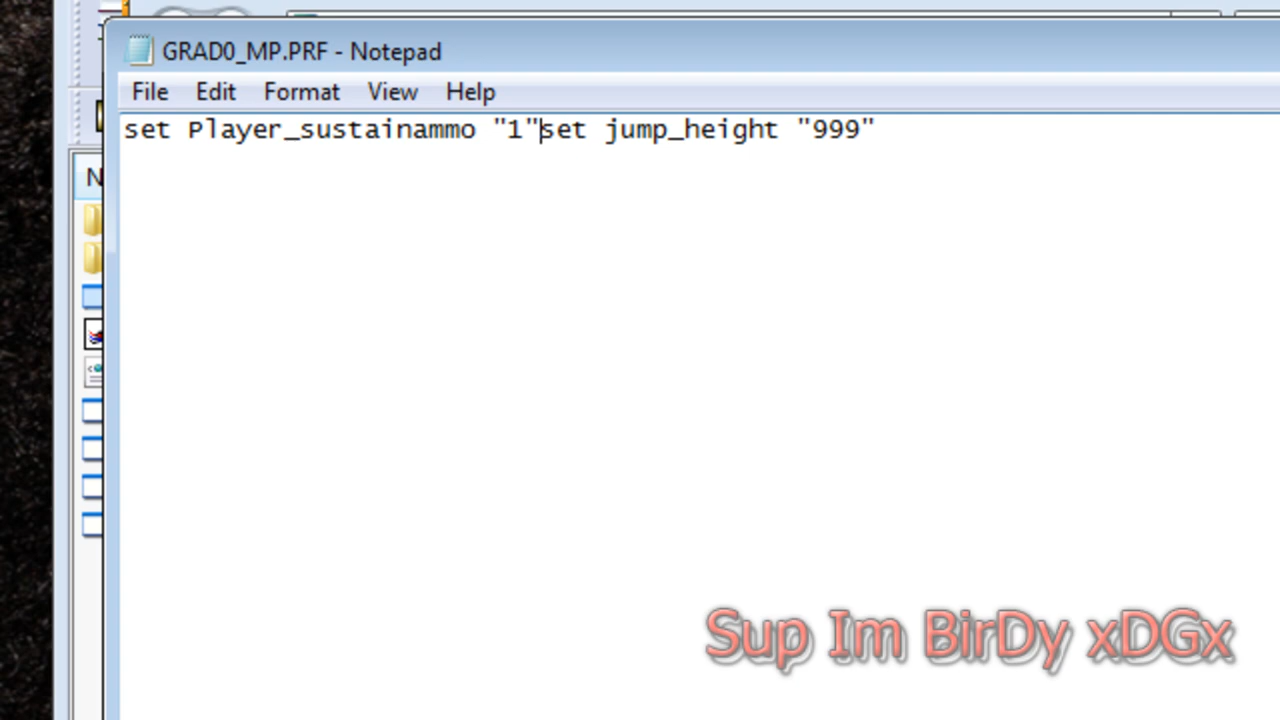 GRAD0_MP.PRF - Notepad
File Edit Format View Help
set Player_sustainammo "1"set jump_height "999"
N
Sup Im BirDy xDGx